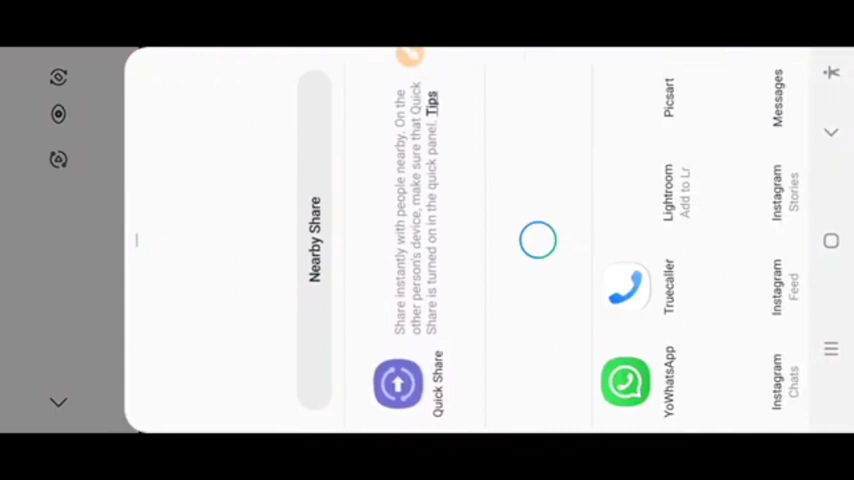 Nearby Share
Share instantly with people nearby. On the
other person's device, make sure that Quick
Share is turned on in the quick panel. Tips
Quick Share
YoWhatsApp
Truecaller
Lightroom
Add to Lr
Picsart
Instagram
Chats
Instagram
Feed
Instagram
Stories
Messages